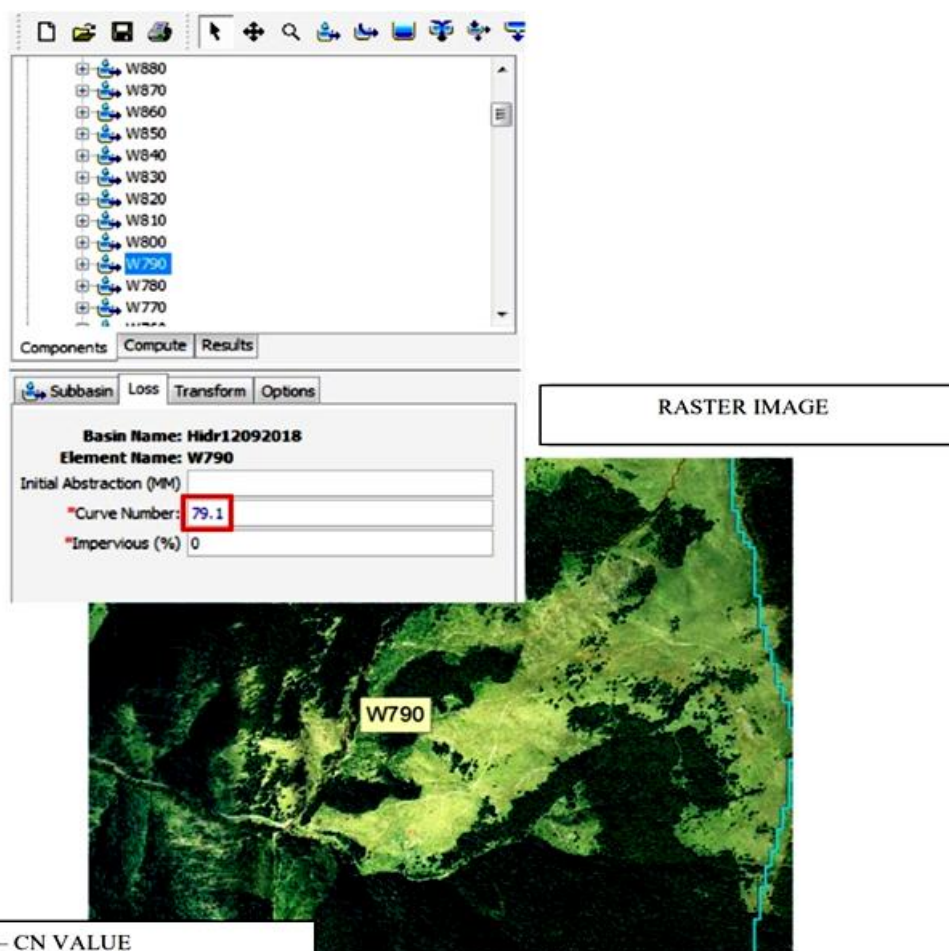 W880
W870
W860
W850
W840
W830
W820
W810
W800
W790
W780
W770
Components Compute Results
Subbasin Loss Transform Options
Basin Name: Hidr12092018
Element Name: W790
Initial Abstraction (MM)
*Curve Number: 79.1
*Impervious (%) 0
RASTER IMAGE
W790
– CN VALUE